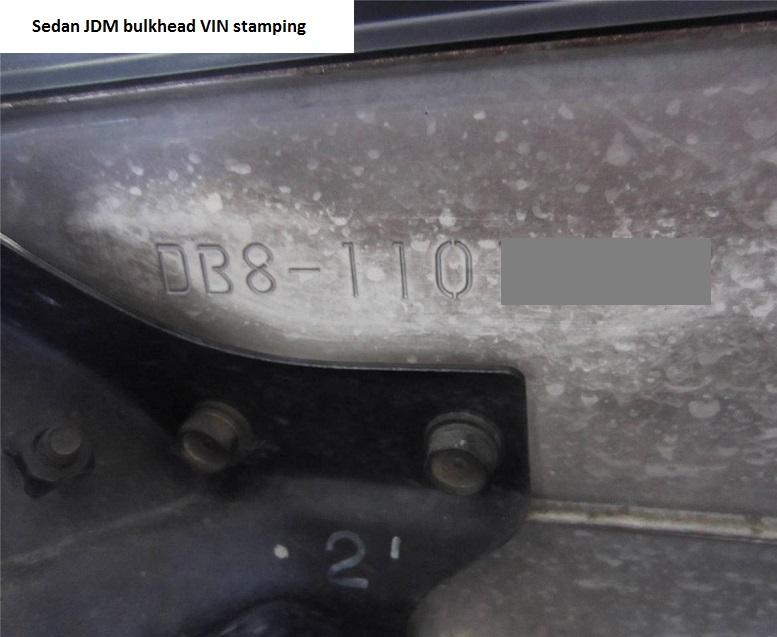 Sedan JDM bulkhead VIN stamping
DB8-110
2